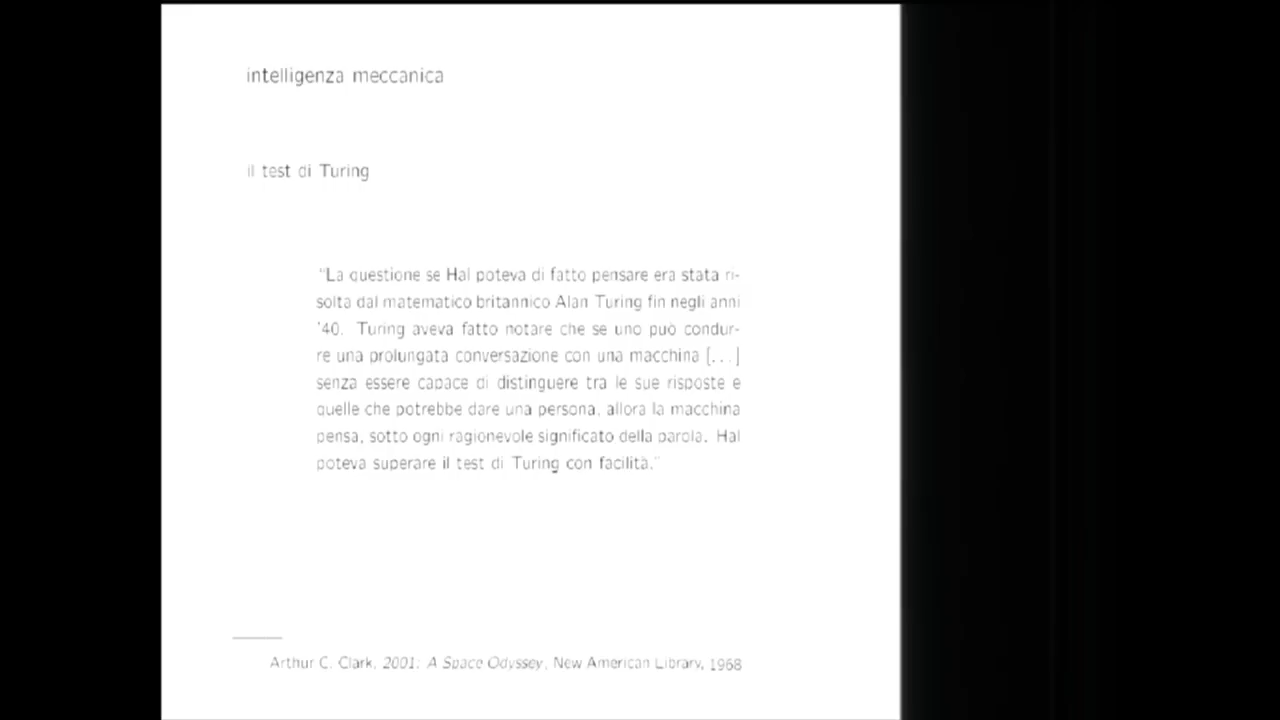 intelligenza meccanica
il test di Turing
“La questione se Hal poteva di fatto pensare era stata ri-
solta dal matematico britannico Alan Turing fin negli anni
’40. Turing aveva fatto notare che se uno può condur-
re una prolungata conversazione con una macchina [...]
senza essere capace di distinguere tra le sue risposte e
quelle che potrebbe dare una persona, allora la macchina
pensa, sotto ogni ragionevole significato della parola. Hal
poteva superare il test di Turing con facilità.”
Arthur C. Clark, 2001: A Space Odyssey, New American Library, 1968